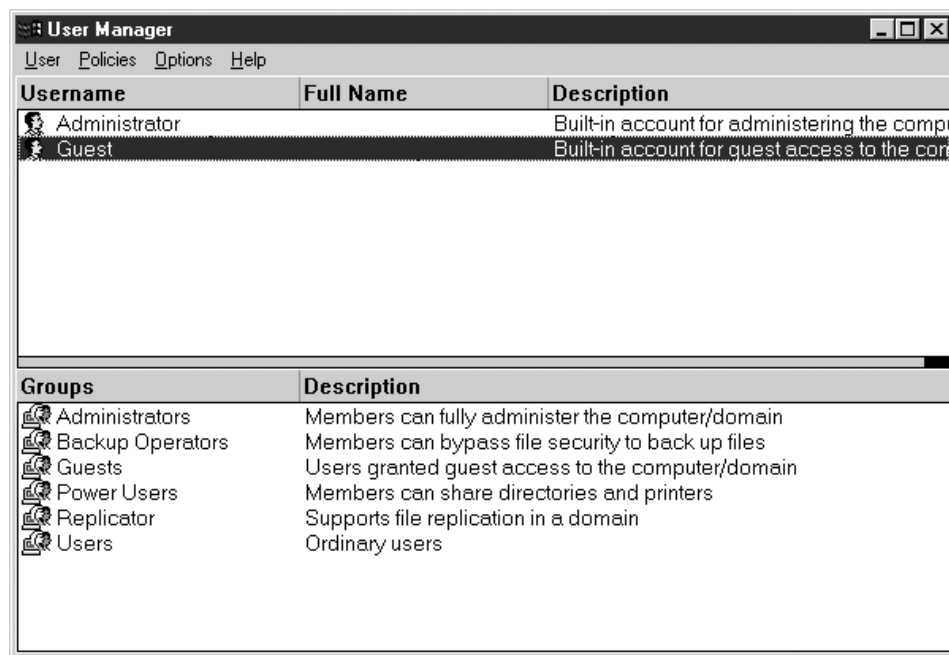 User Manager
User Policies Options Help
Username Full Name Description
Administrator Built-in account for administering the compu
Guest Built-in account for guest access to the com
Groups Description
Administrators Members can fully administer the computer/domain
Backup Operators Members can bypass file security to back up files
Guests Users granted guest access to the computer/domain
Power Users Members can share directories and printers
Replicator Supports file replication in a domain
Users Ordinary users